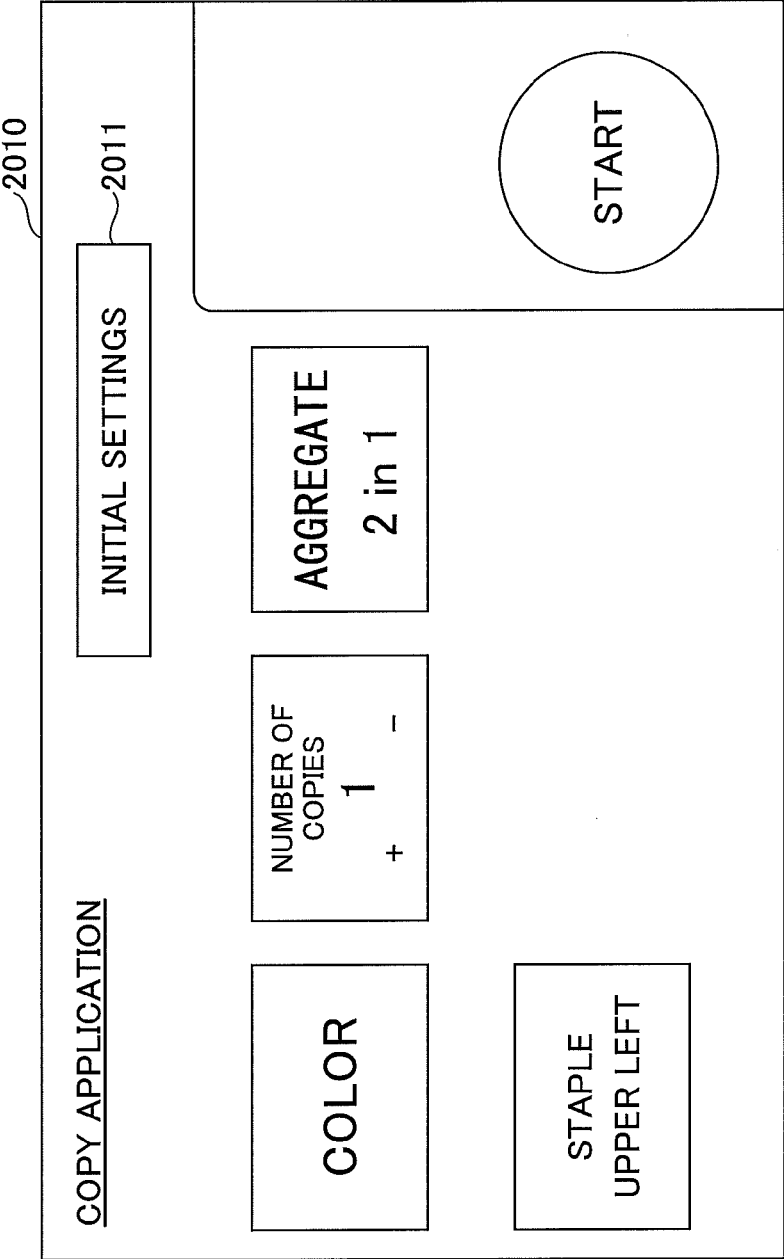 2010
COPY APPLICATION
INITIAL SETTINGS
2011
COLOR
NUMBER OF
COPIES
1
+ −
AGGREGATE
2 in 1
STAPLE
UPPER LEFT
START